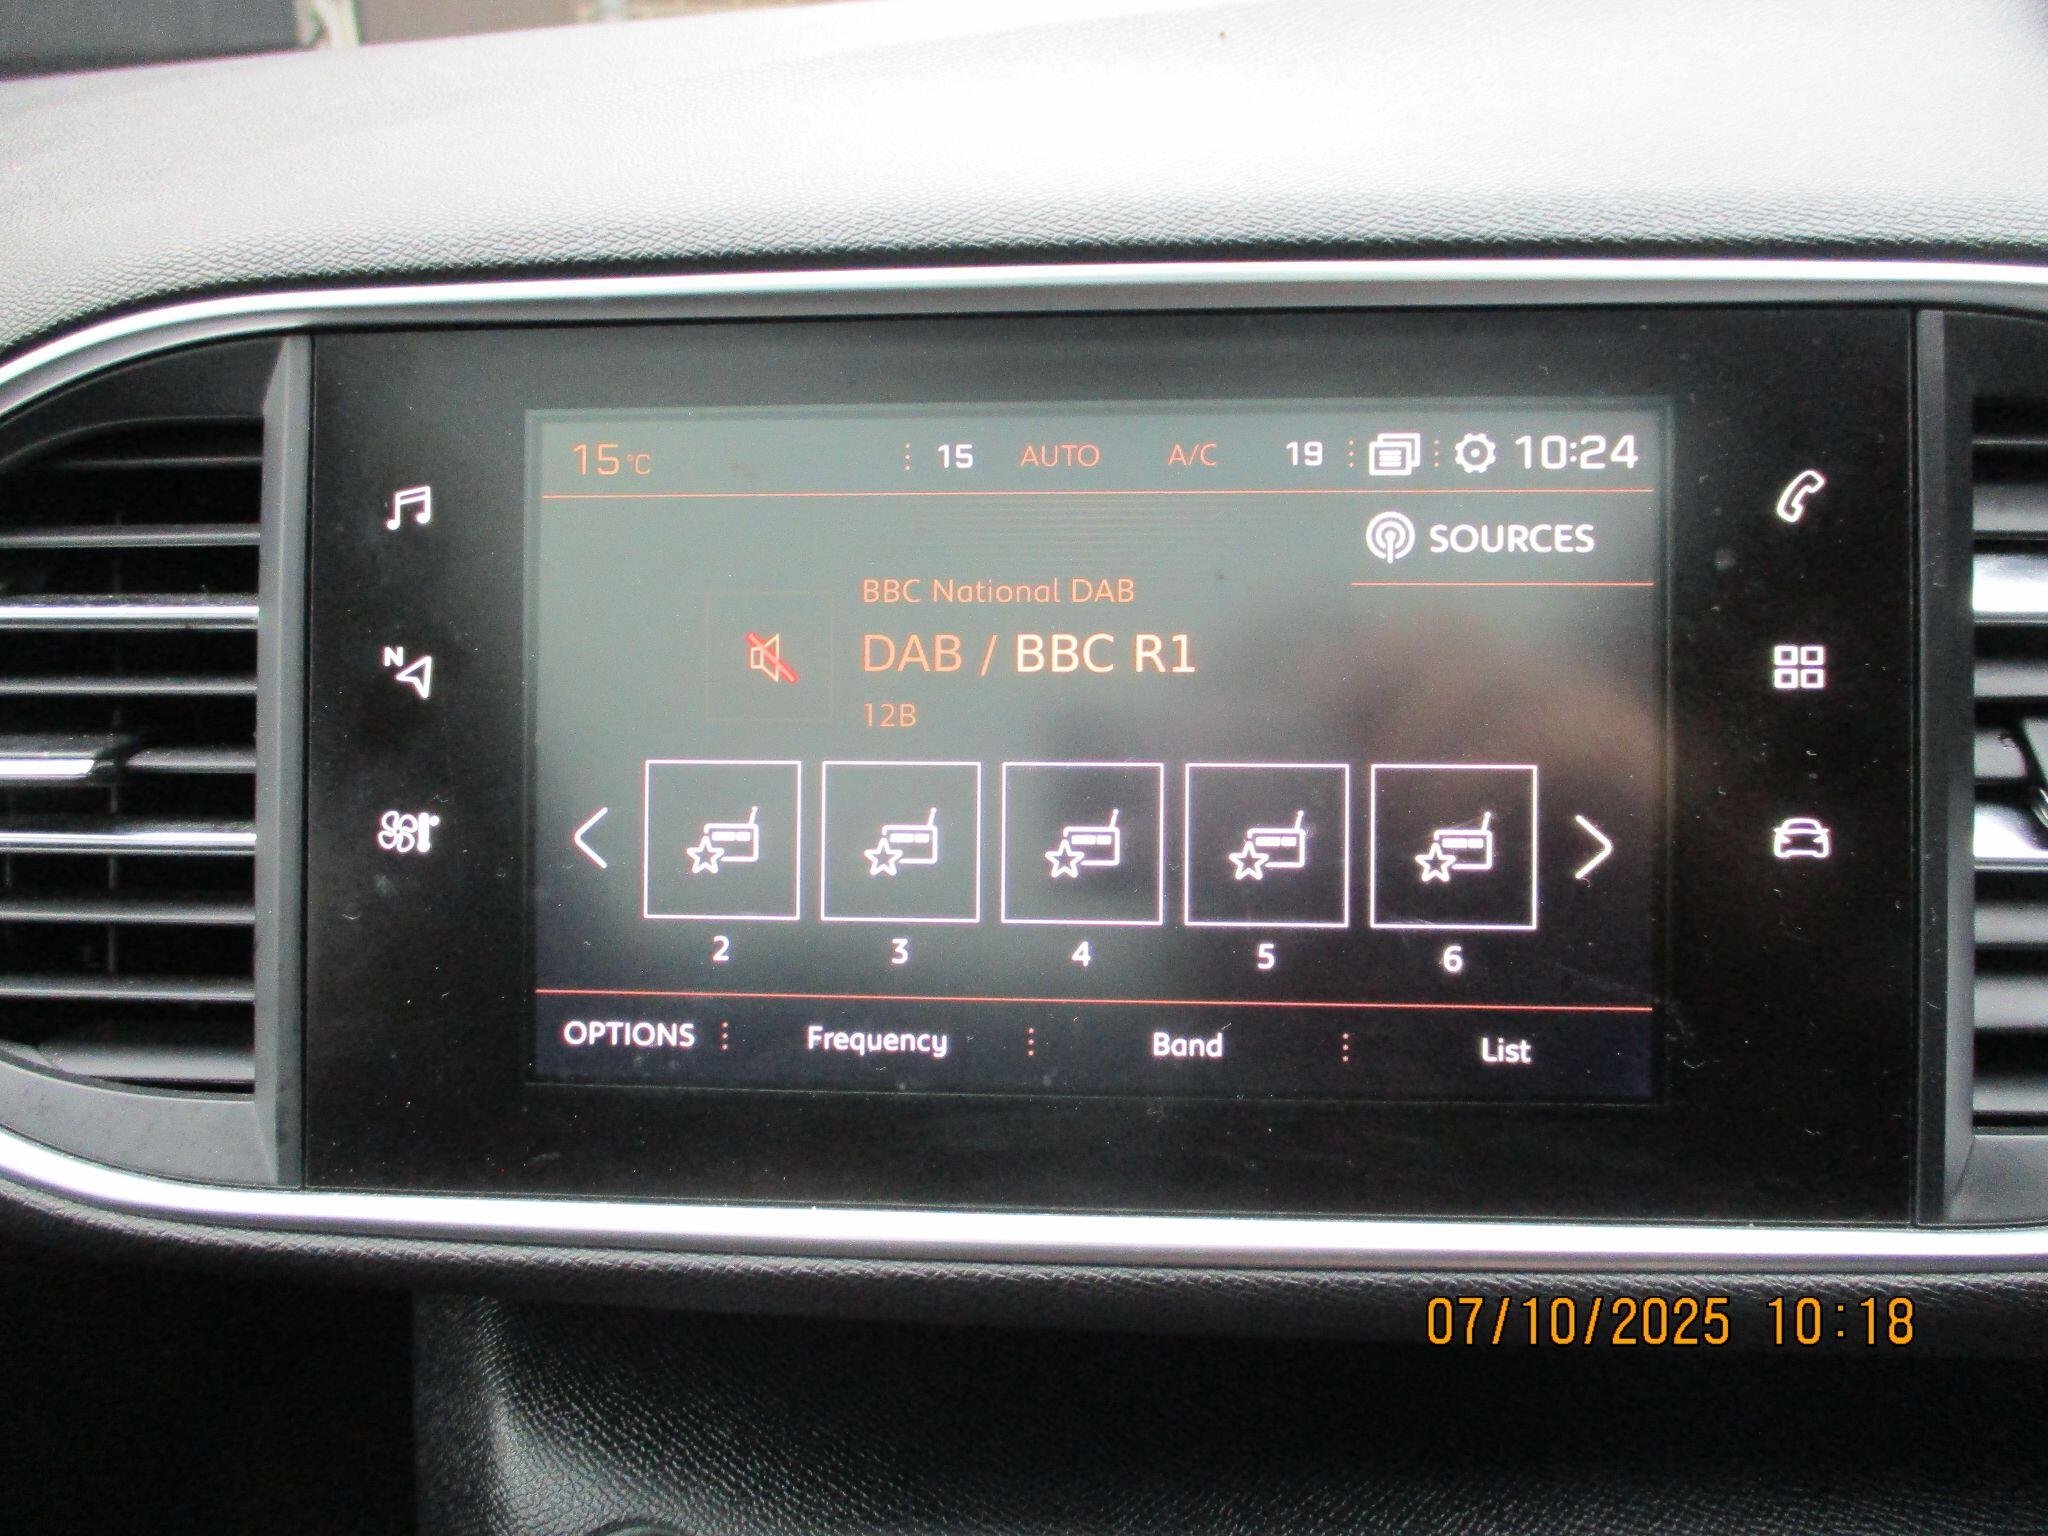 15°C 15 AUTO A/C 19 10:24
SOURCES
BBC National DAB
DAB / BBC R1
12B
N
2 3 4 5 6
OPTIONS Frequency Band List
07/10/2025 10:18